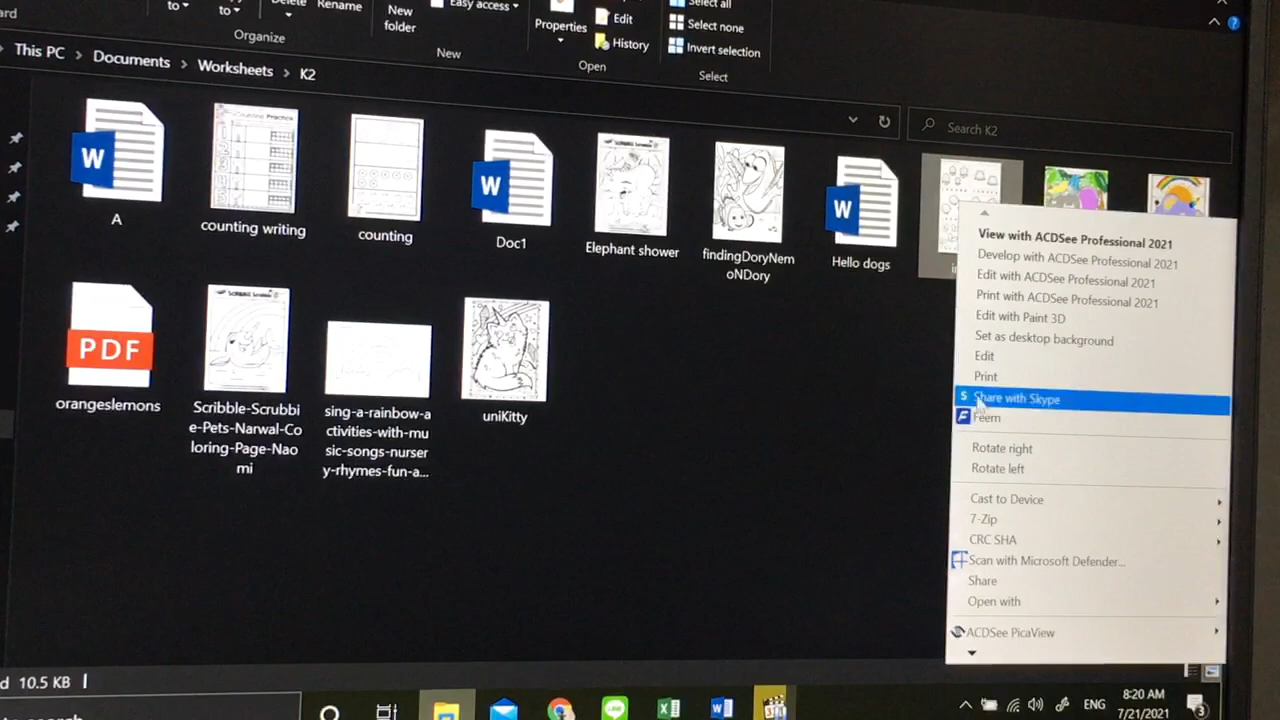 to
to
Delete
Rename
Organize
New
folder
Easy access
New
Properties
Edit
History
Open
Select all
Select none
Invert selection
Select
?
This PC > Documents > Worksheets > K2
Search K2
W
A
counting writing
counting
W
Doc1
Elephant shower
findingDoryNem
oNDory
W
Hello dogs
PDF
orangeslemons
Scribble-Scrubbi
e-Pets-Narwal-Co
loring-Page-Nao
mi
sing-a-rainbow-a
ctivities-with-mu
sic-songs-nurser
y-rhymes-fun-a...
uniKitty
View with ACDSee Professional 2021
Develop with ACDSee Professional 2021
Edit with ACDSee Professional 2021
Print with ACDSee Professional 2021
Edit with Paint 3D
Set as desktop background
Edit
Print
S Share with Skype
Feem
Rotate right
Rotate left
Cast to Device
7-Zip
CRC SHA
Scan with Microsoft Defender...
Share
Open with
ACDSee PicaView
d 10.5 KB
ENG
8:20 AM
7/21/2021
3